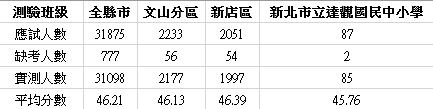 測驗班級 全縣市 文山分區 新店區 新北市立達觀國民中小學
應試人數 31875 2233 2051 87
缺考人數 777 56 54 2
實測人數 31098 2177 1997 85
平均分數 46.21 46.13 46.39 45.76